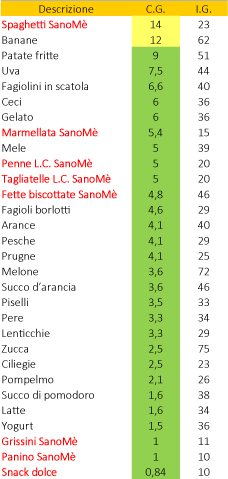 Descrizione C.G. I.G.
Spaghetti SanoMè 14 23
Banane 12 62
Patate fritte 9 51
Uva 7,5 44
Fagiolini in scatola 6,6 40
Ceci 6 36
Gelato 6 36
Marmellata SanoMè 5,4 15
Mele 5 39
Penne L.C. SanoMè 5 20
Tagliatelle L.C. SanoMè 5 20
Fette biscottate SanoMè 4,8 46
Fagioli borlotti 4,6 29
Arance 4,1 40
Pesche 4,1 29
Prugne 4,1 25
Melone 3,6 72
Succo d'arancia 3,6 46
Piselli 3,5 33
Pere 3,3 34
Lenticchie 3,3 29
Zucca 2,5 75
Ciliegie 2,5 23
Pompelmo 2,1 26
Succo di pomodoro 1,6 38
Latte 1,6 34
Yogurt 1,5 36
Grissini SanoMè 1 11
Panino SanoMè 1 10
Snack dolce 0,84 10